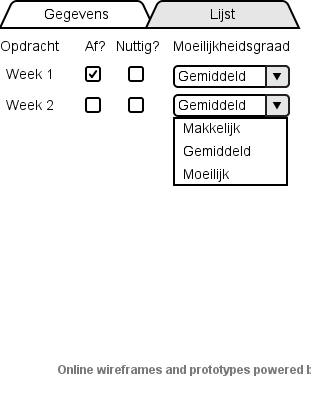 Gegevens Lijst
Opdracht Af? Nuttig? Moeilijkheidsgraad
Week 1 Gemiddeld
Week 2 Gemiddeld
Makkelijk
Gemiddeld
Moeilijk
Online wireframes and prototypes powered